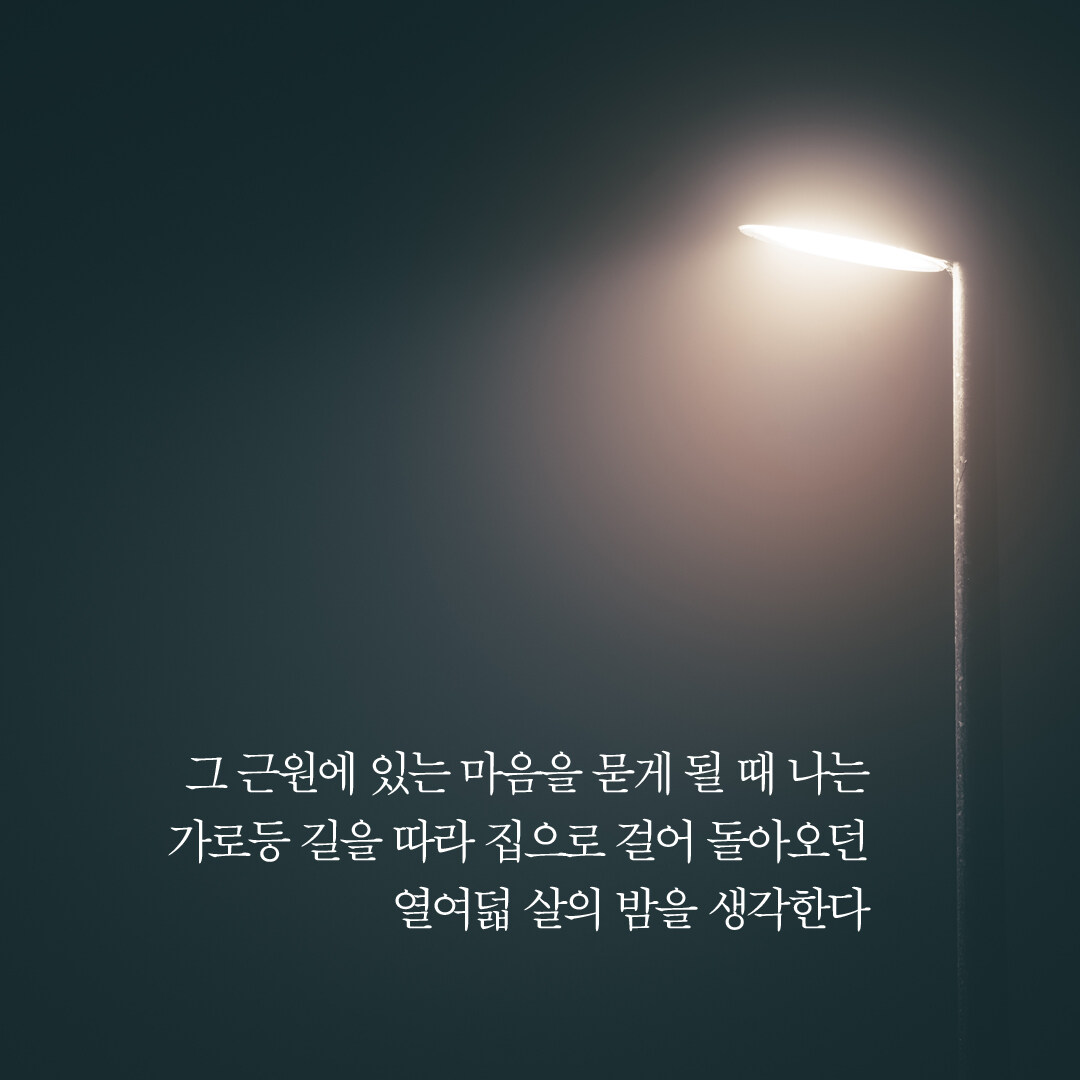 그 근원에 있는 마음을 묻게 될 때 나는
가로등 길을 따라 집으로 걸어 돌아오던
열여덟 살의 밤을 생각한다